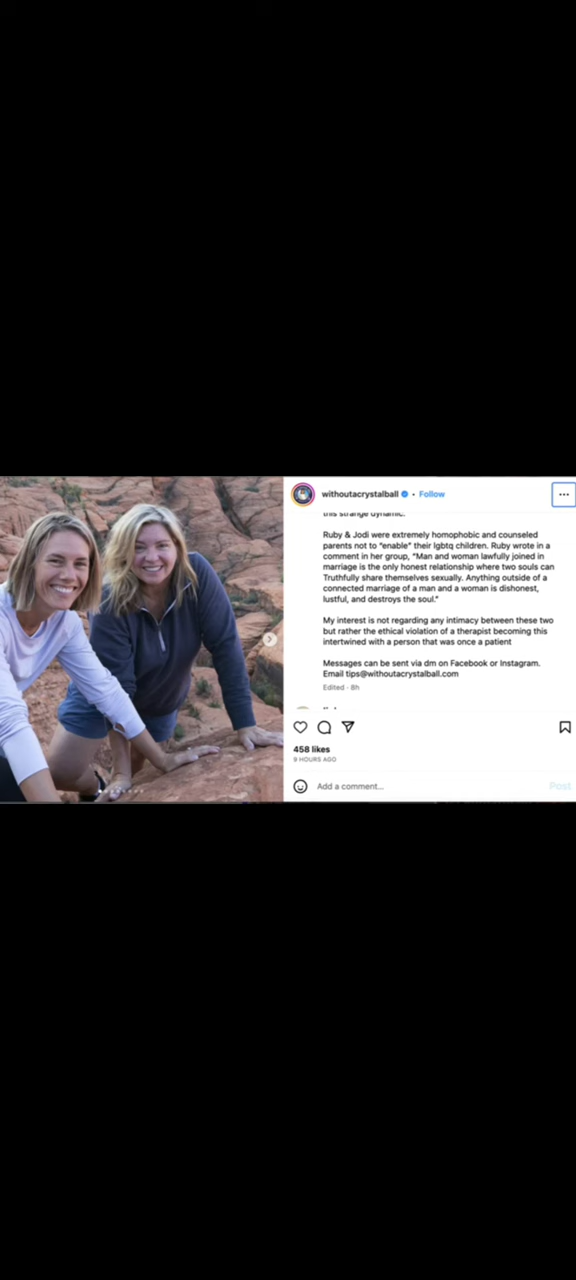 withoutacrystalball • Follow
this strange dynamic.
Ruby & Jodi were extremely homophobic and counseled
parents not to “enable” their lgbtq children. Ruby wrote in a
comment in her group, “Man and woman lawfully joined in
marriage is the only honest relationship where two souls can
Truthfully share themselves sexually. Anything outside of a
connected marriage of a man and a woman is dishonest,
lustful, and destroys the soul.”
My interest is not regarding any intimacy between these two
but rather the ethical violation of a therapist becoming this
intertwined with a person that was once a patient
Messages can be sent via dm on Facebook or Instagram.
Email tips@withoutacrystalball.com
Edited · 8h
458 likes
9 HOURS AGO
Add a comment...
Post